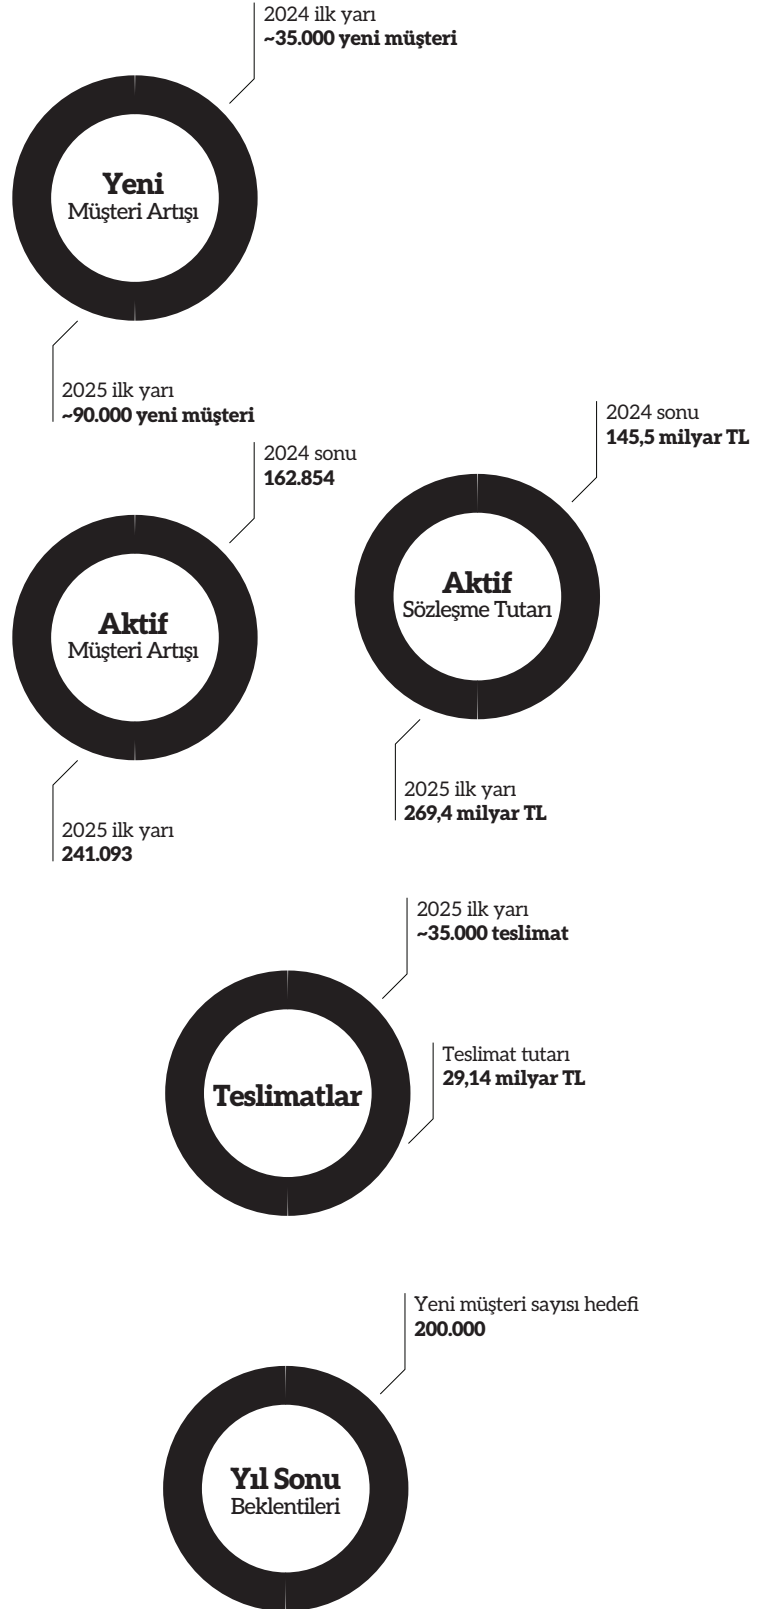 2024 ilk yarı
~35.000 yeni müşteri
Yeni
Müşteri Artışı
2025 ilk yarı
~90.000 yeni müşteri
2024 sonu
162.854
Aktif
Müşteri Artışı
2025 ilk yarı
241.093
2024 sonu
145,5 milyar TL
Aktif
Sözleşme Tutarı
2025 ilk yarı
269,4 milyar TL
2025 ilk yarı
~35.000 teslimat
Teslimatlar
Teslimat tutarı
29,14 milyar TL
Yeni müşteri sayısı hedefi
200.000
Yıl Sonu
Beklentileri